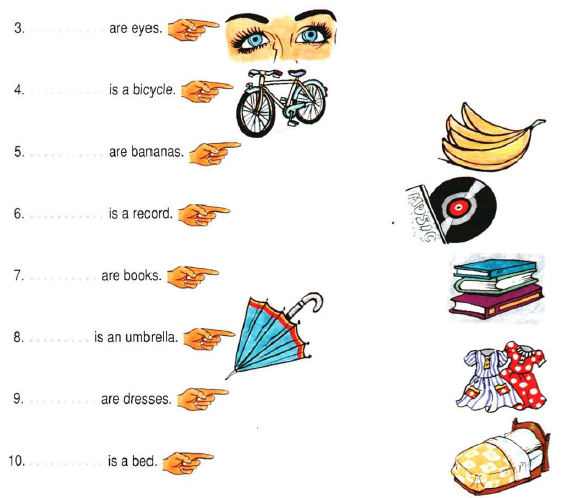 3. .......... are eyes.
4. .......... is a bicycle.
5. .......... are bananas.
MUSIC
6. .......... is a record.
7. .......... are books.
8. .......... is an umbrella.
9. .......... are dresses.
10. .......... is a bed.